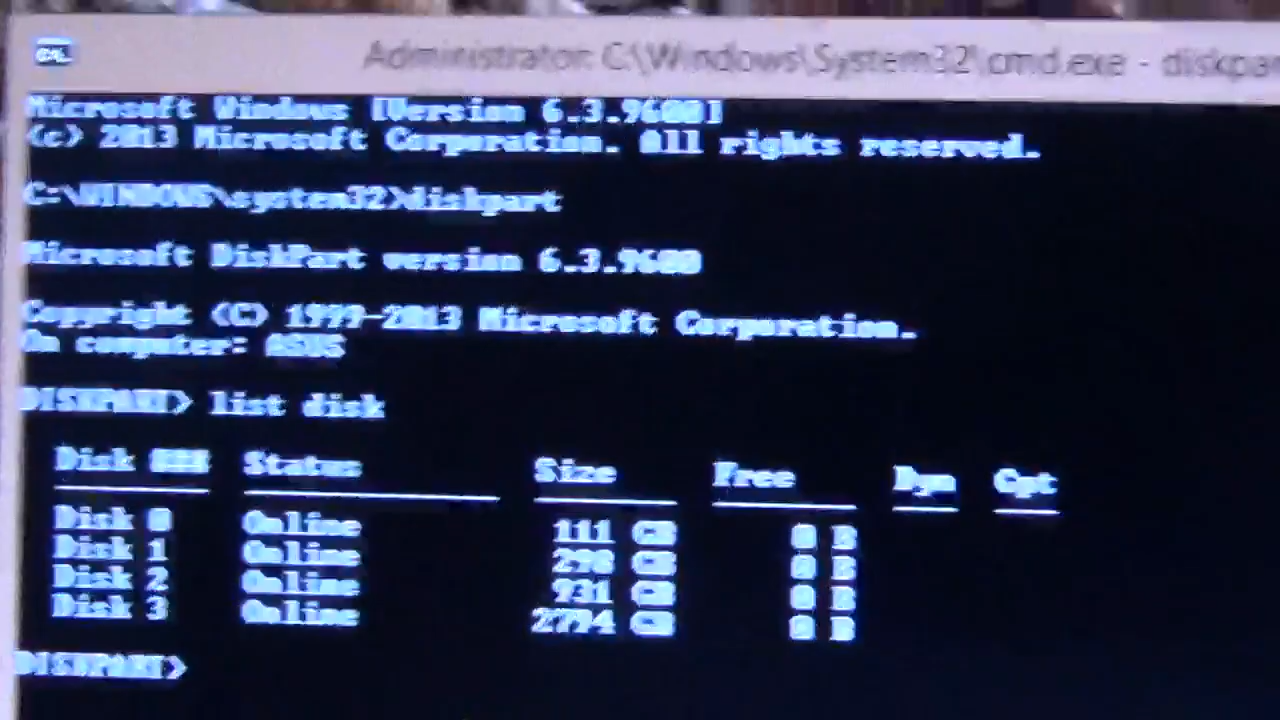 Administrator: C:\Windows\System32\cmd.exe - diskpa
Microsoft Windows [Version 6.3.9600]
(c) 2013 Microsoft Corporation. All rights reserved.
C:\WINDOWS\system32>diskpart
Microsoft DiskPart version 6.3.9600
Copyright (C) 1999-2013 Microsoft Corporation.
On computer: ASUS
DISKPART> list disk
Disk ### Status Size Free Dyn Gpt
Disk 0 Online 111 GB 0 B
Disk 1 Online 298 GB 0 B
Disk 2 Online 931 GB 0 B
Disk 3 Online 2794 GB 0 B
DISKPART>